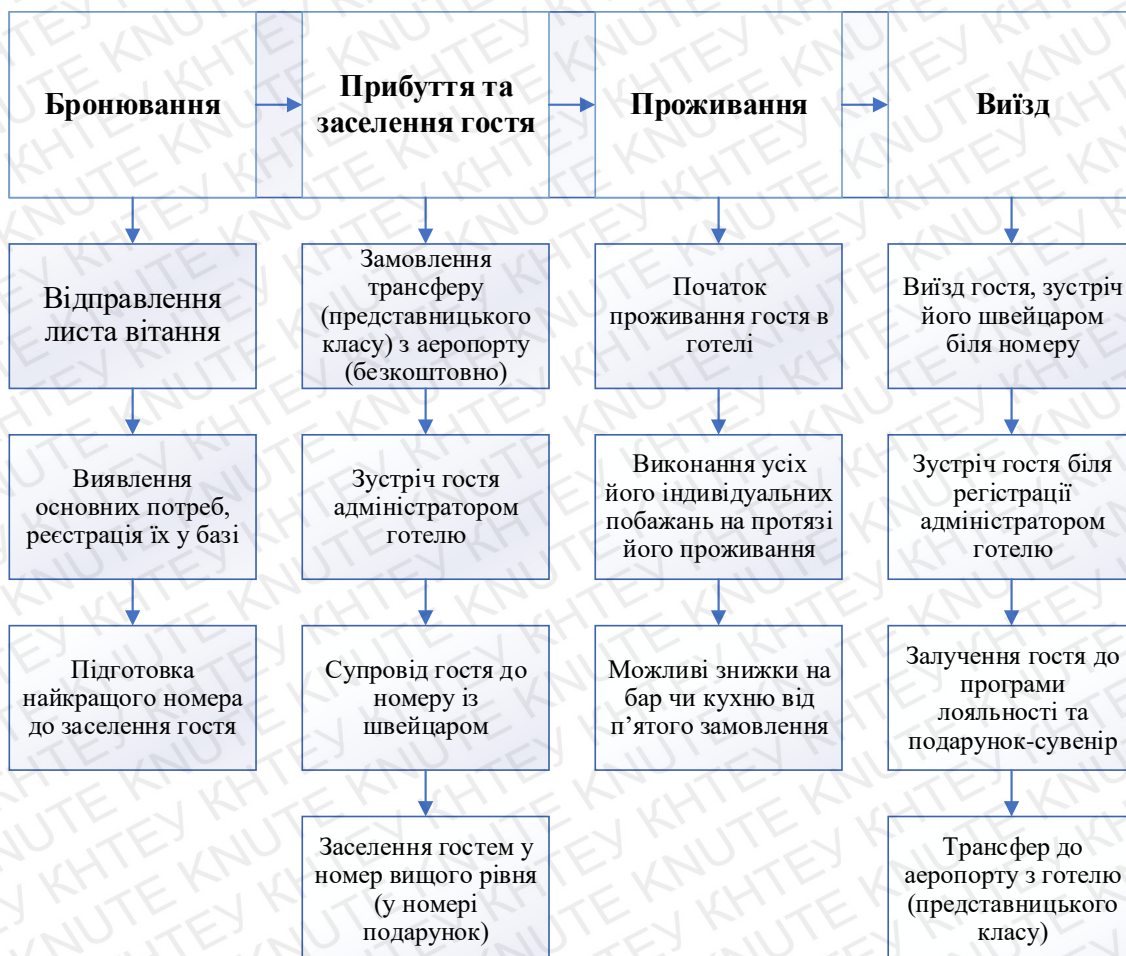 Бронювання
Прибуття та
заселення гостя
Проживання
Виїзд
Відправлення
листа вітання
Виявлення
основних потреб,
реєстрація їх у базі
Підготовка
найкращого номера
до заселення гостя
Замовлення
трансферу
(представницького
класу) з аеропорту
(безкоштовно)
Зустріч гостя
адміністратором
готелю
Супровід гостя до
номеру із
швейцаром
Заселення гостем у
номер вищого рівня
(у номері
подарунок)
Початок
проживання гостя в
готелі
Виконання усіх
його індивідуальних
побажань на протязі
його проживання
Можливі знижки на
бар чи кухню від
п’ятого замовлення
Виїзд гостя, зустріч
його швейцаром
біля номеру
Зустріч гостя біля
регістрації
адміністратором
готелю
Залучення гостя до
програми
лояльності та
подарунок-сувенір
Трансфер до
аеропорту з готелю
(представницького
класу)
КНТЕУ KNUTE